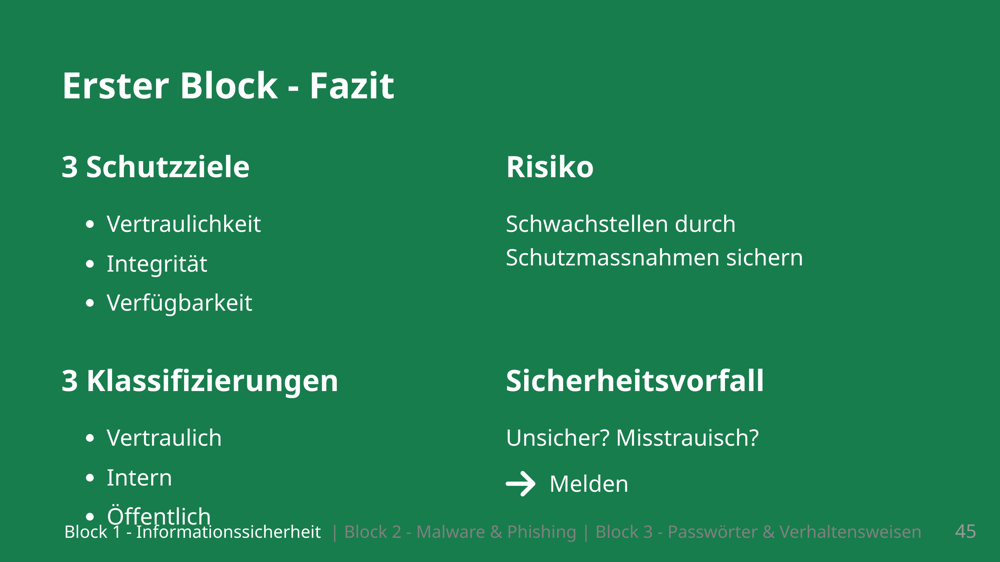 Erster Block - Fazit
3 Schutzziele
• Vertraulichkeit
• Integrität
• Verfügbarkeit
3 Klassifizierungen
• Vertraulich
• Intern
• Öffentlich
Risiko
Schwachstellen durch
Schutzmassnahmen sichern
Sicherheitsvorfall
Unsicher? Misstrauisch?
→ Melden
Block 1 - Informationssicherheit | Block 2 - Malware & Phishing | Block 3 - Passwörter & Verhaltensweisen 45